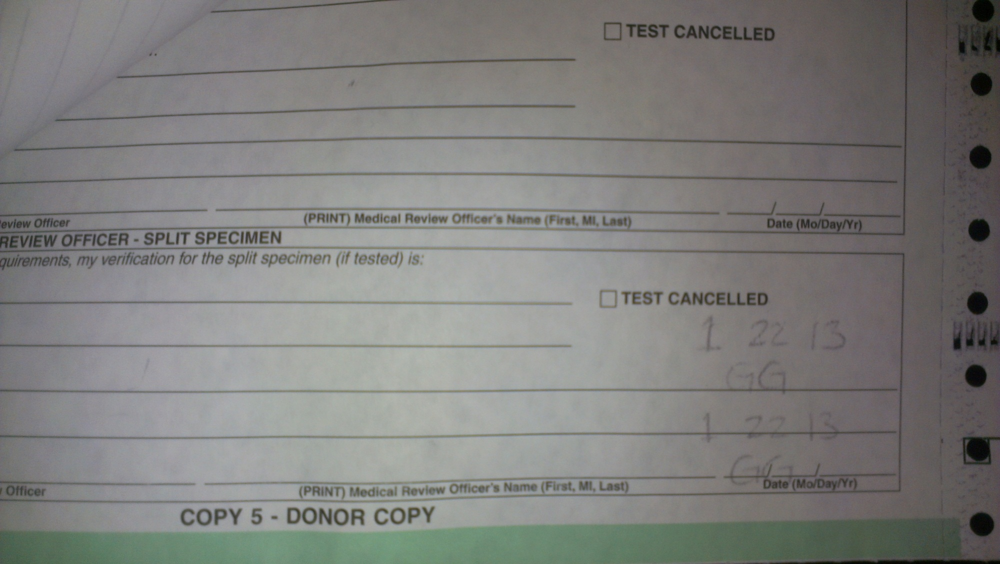 TEST CANCELLED
eview Officer
(PRINT) Medical Review Officer's Name (First, MI, Last)
/ /
Date (Mo/Day/Yr)
REVIEW OFFICER - SPLIT SPECIMEN
quirements, my verification for the split specimen (if tested) is:
TEST CANCELLED
1 22 13
GG
1 22 13
GG
/ /
Officer
(PRINT) Medical Review Officer's Name (First, MI, Last)
Date (Mo/Day/Yr)
COPY 5 - DONOR COPY